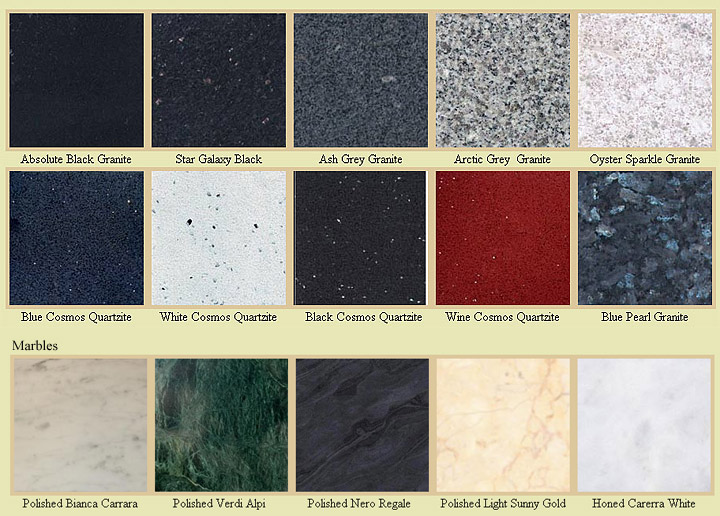 Absolute Black Granite
Star Galaxy Black
Ash Grey Granite
Arctic Grey Granite
Oyster Sparkle Granite
Blue Cosmos Quartzite
White Cosmos Quartzite
Black Cosmos Quartzite
Wine Cosmos Quartzite
Blue Pearl Granite
Marbles
Polished Bianca Carrara
Polished Verdi Alpi
Polished Nero Regale
Polished Light Sunny Gold
Honed Carerra White